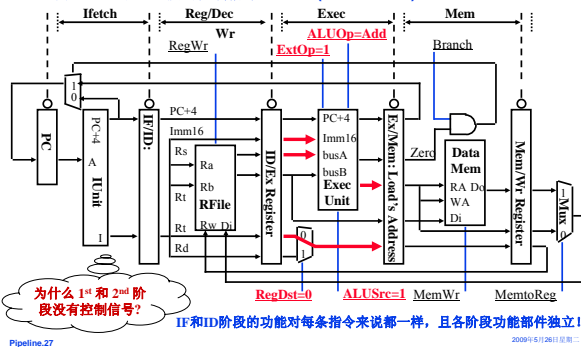 Ifetch Reg/Dec Exec Mem
Wr
RegWr
ALUOp=Add
ExtOp=1
Branch
1
0
PC
PC+4
A
IUnit
I
IF/ID:
PC+4
Imm16
Rs
Rt
Ra
Rb
RFile
Rw Di
Rt
Rd
ID/Ex Register
0
1
PC+4
Imm16
busA
busB
Exec
Unit
Ex/Mem: Load's Address
Zero
Data
Mem
RA Do
WA
Di
Mem/Wr Register
1
Mux
0
RegDst=0
ALUSrc=1
MemWr
MemtoReg
为什么 1st 和 2nd 阶
段没有控制信号?
IF和ID阶段的功能对每条指令来说都一样，且各阶段功能部件独立!
Pipeline.27
2009年5月26日星期二